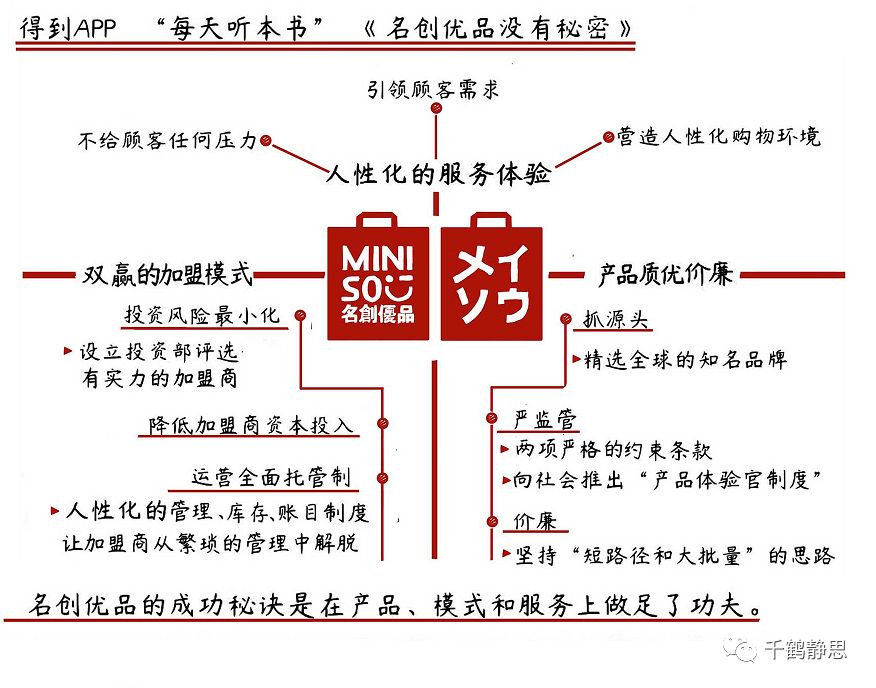 得到APP “每天听本书” 《名创优品没有秘密》
引领顾客需求
不给顾客任何压力
营造人性化购物环境
人性化的服务体验
MINI
SO
名創優品
メイ
ソウ
双赢的加盟模式
投资风险最小化
▸设立投资部评选
有实力的加盟商
降低加盟商资本投入
运营全面托管制
▸人性化的管理、库存、账目制度
让加盟商从繁琐的管理中解脱
产品质优价廉
抓源头
▸精选全球的知名品牌
严监管
▸两项严格的约束条款
▸向社会推出“产品体验官制度”
价廉
▸坚持“短路径和大批量”的思路
名创优品的成功秘诀是在产品、模式和服务上做足了功夫。
千鹤静思